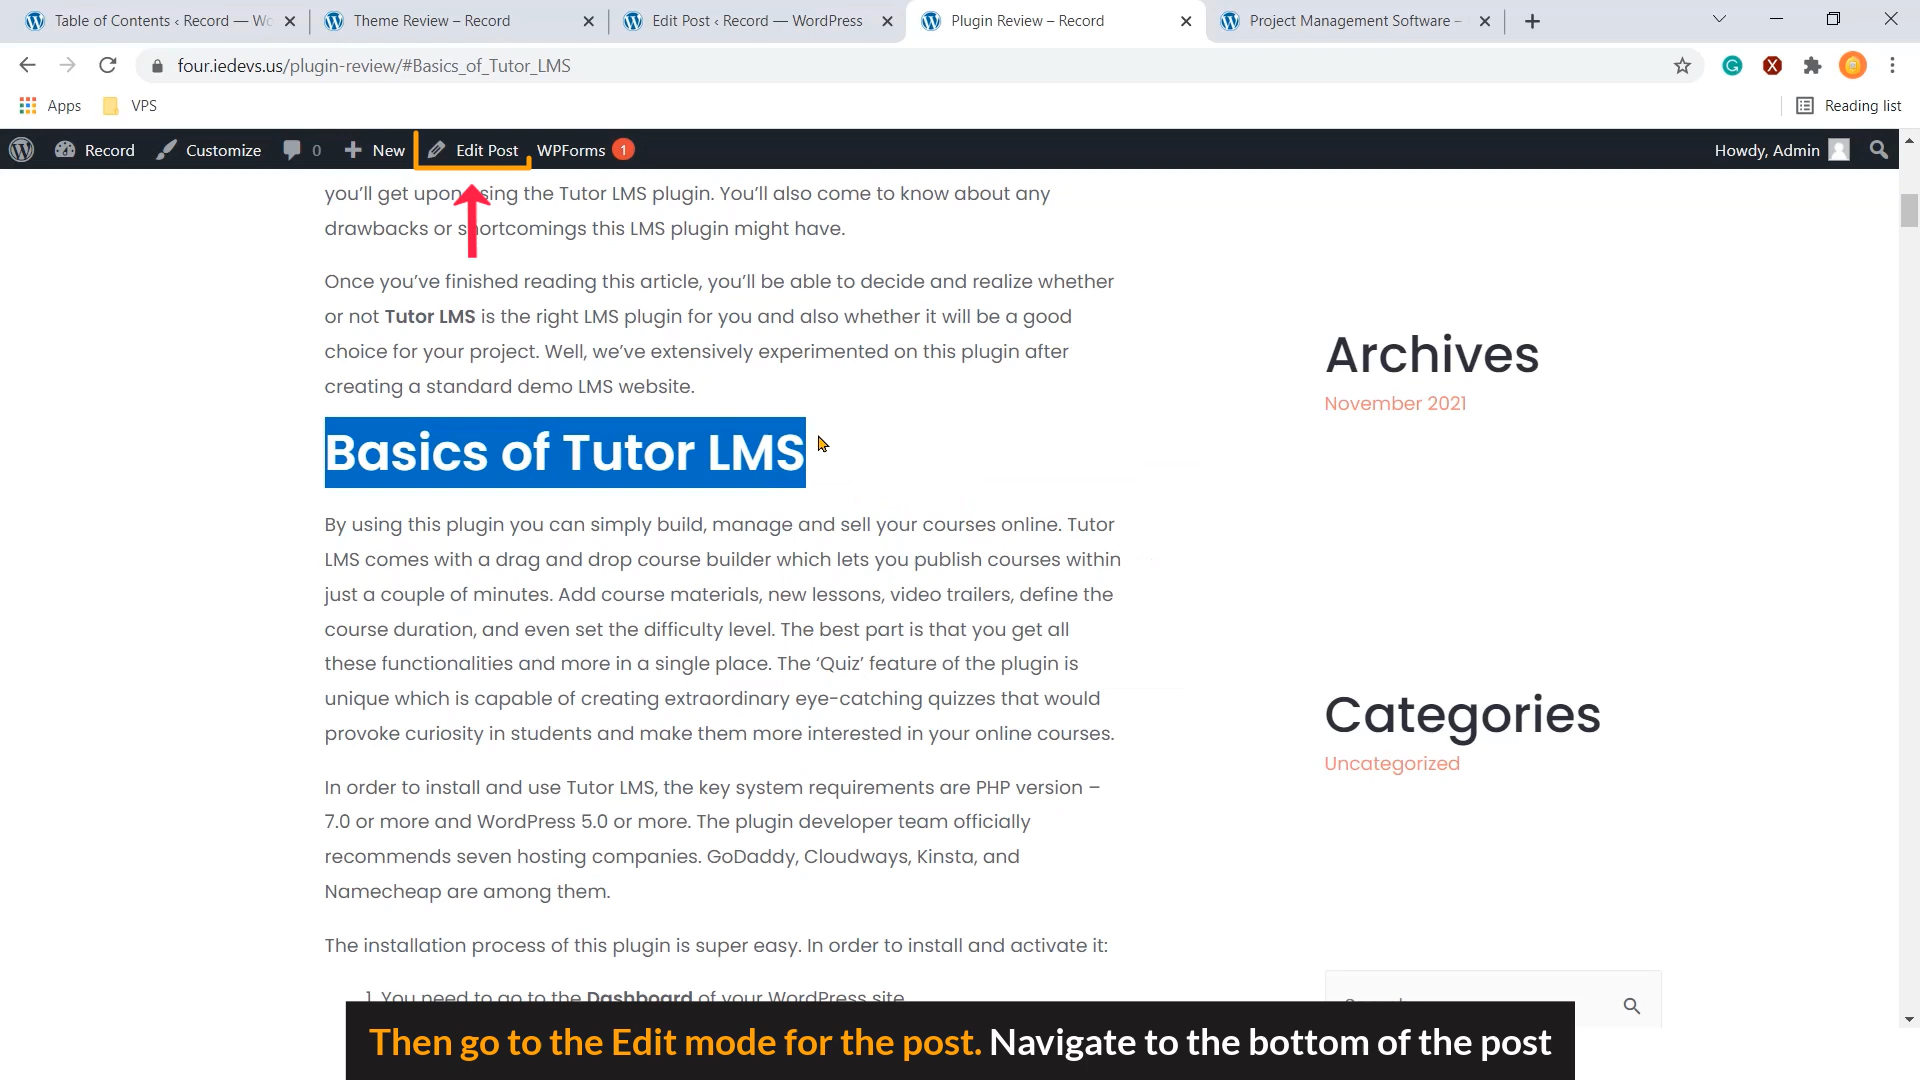 Table of Contents ‹ Record — Wo
Theme Review – Record
Edit Post ‹ Record — WordPress
Plugin Review – Record
Project Management Software –
four.iedevs.us/plugin-review/#Basics_of_Tutor_LMS
Apps
VPS
Reading list
Record
Customize
0
New
Edit Post
WPForms 1
Howdy, Admin
you’ll get upon using the Tutor LMS plugin. You’ll also come to know about any
drawbacks or shortcomings this LMS plugin might have.
Once you’ve finished reading this article, you’ll be able to decide and realize whether
or not Tutor LMS is the right LMS plugin for you and also whether it will be a good
choice for your project. Well, we’ve extensively experimented on this plugin after
creating a standard demo LMS website.
Basics of Tutor LMS
By using this plugin you can simply build, manage and sell your courses online. Tutor
LMS comes with a drag and drop course builder which lets you publish courses within
just a couple of minutes. Add course materials, new lessons, video trailers, define the
course duration, and even set the difficulty level. The best part is that you get all
these functionalities and more in a single place. The ‘Quiz’ feature of the plugin is
unique which is capable of creating extraordinary eye-catching quizzes that would
provoke curiosity in students and make them more interested in your online courses.
In order to install and use Tutor LMS, the key system requirements are PHP version –
7.0 or more and WordPress 5.0 or more. The plugin developer team officially
recommends seven hosting companies. GoDaddy, Cloudways, Kinsta, and
Namecheap are among them.
The installation process of this plugin is super easy. In order to install and activate it:
1. You need to go to the Dashboard of your WordPress site
Archives
November 2021
Categories
Uncategorized
Then go to the Edit mode for the post. Navigate to the bottom of the post